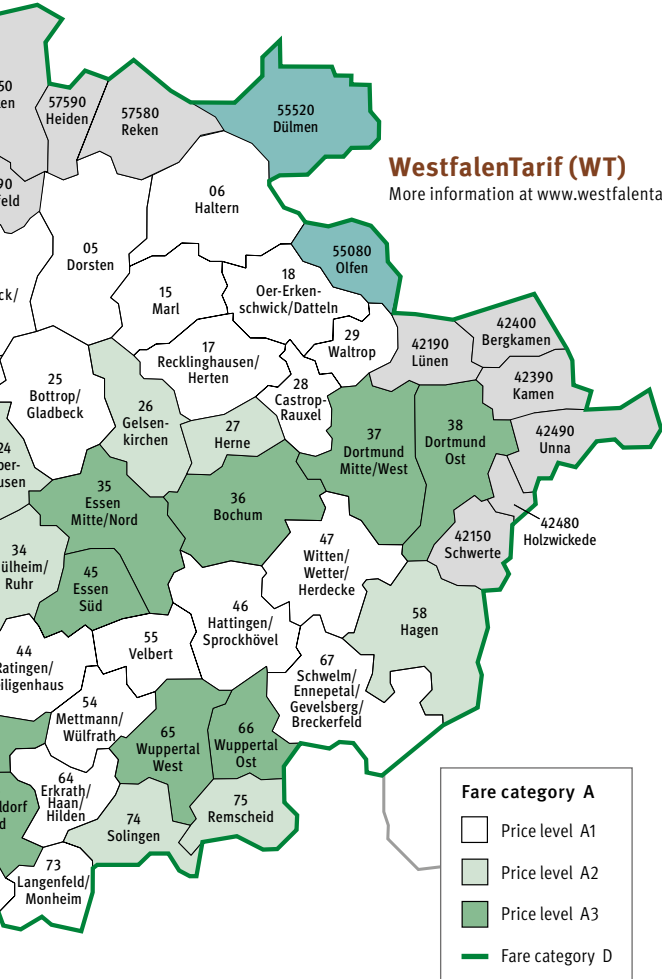 57590
Heiden
57580
Reken
55520
Dülmen
WestfalenTarif (WT)
More information at www.westfalenta
06
Haltern
05
Dorsten
55080
Olfen
15
Marl
18
Oer-Erken-
schwick/Datteln
29
Waltrop
42190
Lünen
42400
Bergkamen
42390
Kamen
42490
Unna
42480
Holzwickede
42150
Schwerte
17
Recklinghausen/
Herten
28
Castrop-
Rauxel
25
Bottrop/
Gladbeck
26
Gelsen-
kirchen
27
Herne
37
Dortmund
Mitte/West
38
Dortmund
Ost
35
Essen
Mitte/Nord
36
Bochum
47
Witten/
Wetter/
Herdecke
34
ülheim/
Ruhr
45
Essen
Süd
46
Hattingen/
Sprockhövel
58
Hagen
44
Ratingen/
iligenhaus
55
Velbert
67
Schwelm/
Ennepetal/
Gevelsberg/
Breckerfeld
54
Mettmann/
Wülfrath
65
Wuppertal
West
66
Wuppertal
Ost
64
Erkrath/
Haan/
Hilden
74
Solingen
75
Remscheid
73
Langenfeld/
Monheim
Fare category A
Price level A1
Price level A2
Price level A3
Fare category D